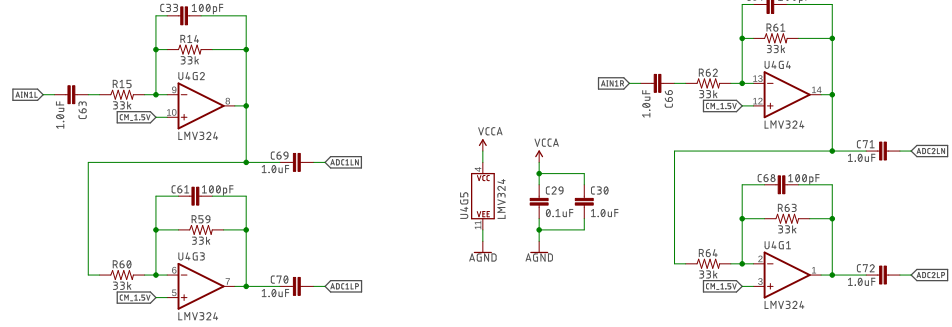 C33 100pF
R14
33k
U4G2
AIN1L
R15
33k
1.0uF
C63
CM_1.5V
9
10
8
LMV324
C69
1.0uF
ADC1LN
C61 100pF
R59
33k
U4G3
R60
33k
CM_1.5V
6
5
7
LMV324
C70
1.0uF
ADC1LP
VCCA
4
VCC
U4G5
LMV324
VEE
11
AGND
VCCA
C29
0.1uF
C30
1.0uF
AGND
R61
33k
U4G4
AIN1R
R62
33k
1.0uF
C66
CM_1.5V
13
12
14
LMV324
C71
1.0uF
ADC2LN
C68 100pF
R63
33k
U4G1
R64
33k
CM_1.5V
2
3
1
LMV324
C72
1.0uF
ADC2LP